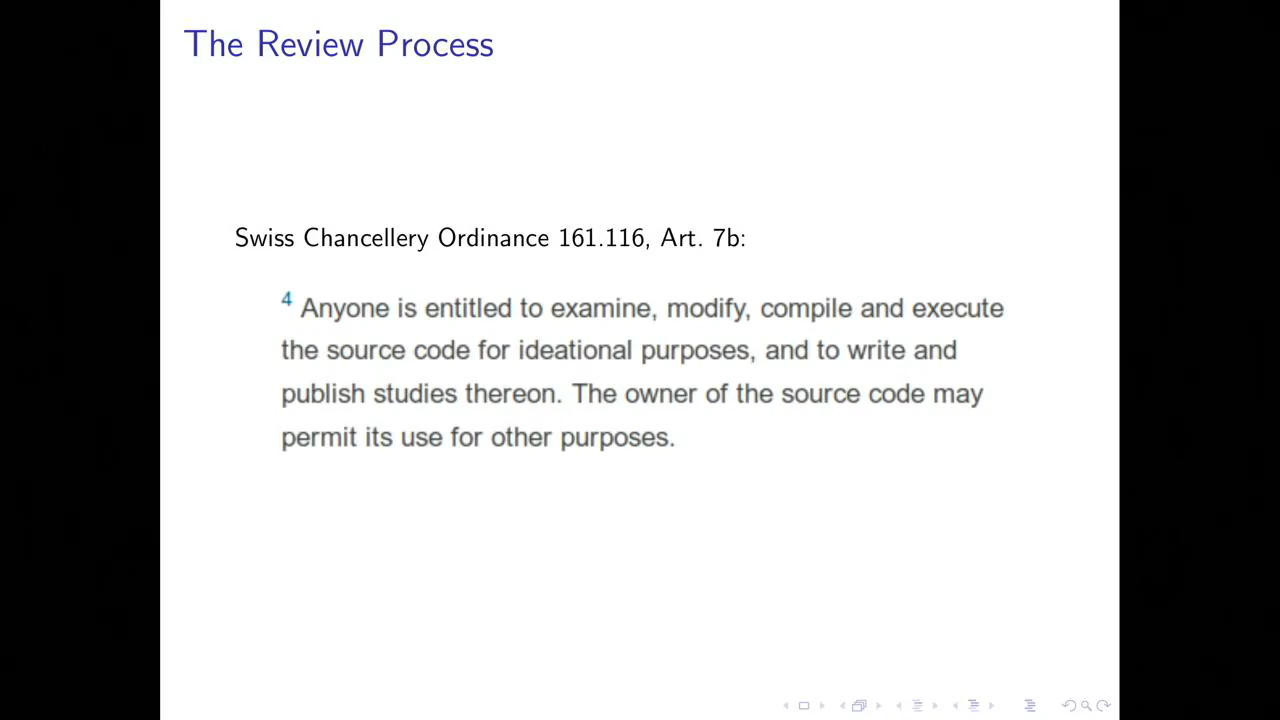 The Review Process
Swiss Chancellery Ordinance 161.116, Art. 7b:
4 Anyone is entitled to examine, modify, compile and execute
the source code for ideational purposes, and to write and
publish studies thereon. The owner of the source code may
permit its use for other purposes.